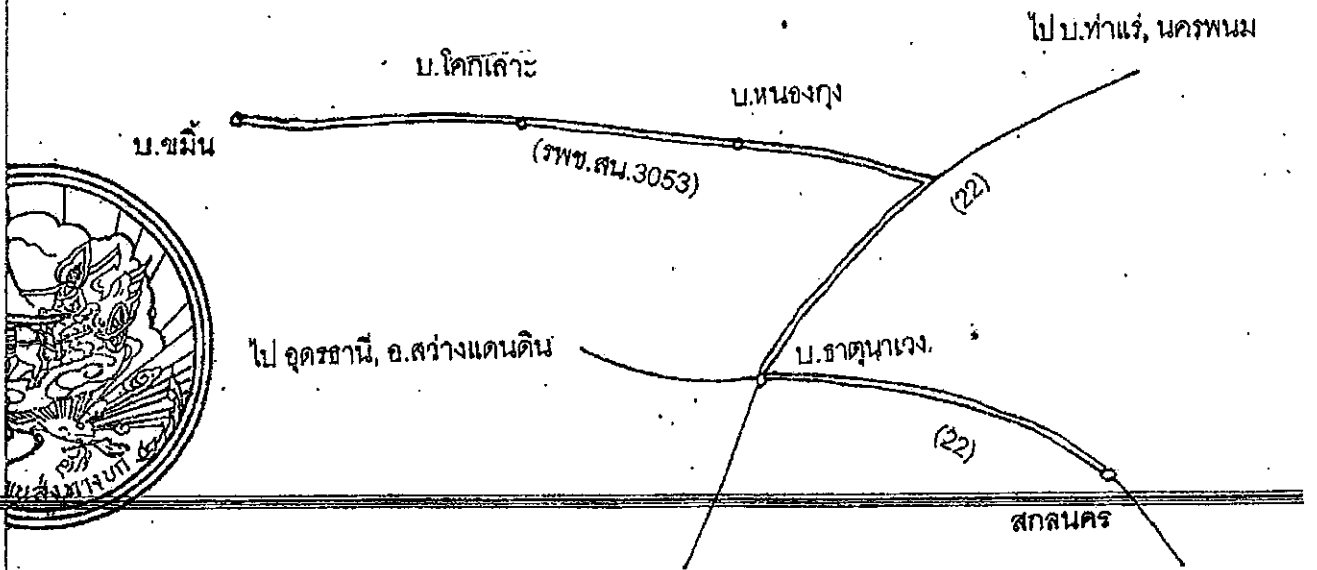 ไป บ.ท่าแร่, นครพนม
บ.โคกเลาะ
บ.หนองกุง
บ.ขมิ้น
(รพช.สน.3053)
(22)
ไป อุดรธานี, อ.สว่างแดนดิน
บ.ธาตุนาเวง.
(22)
สกลนคร